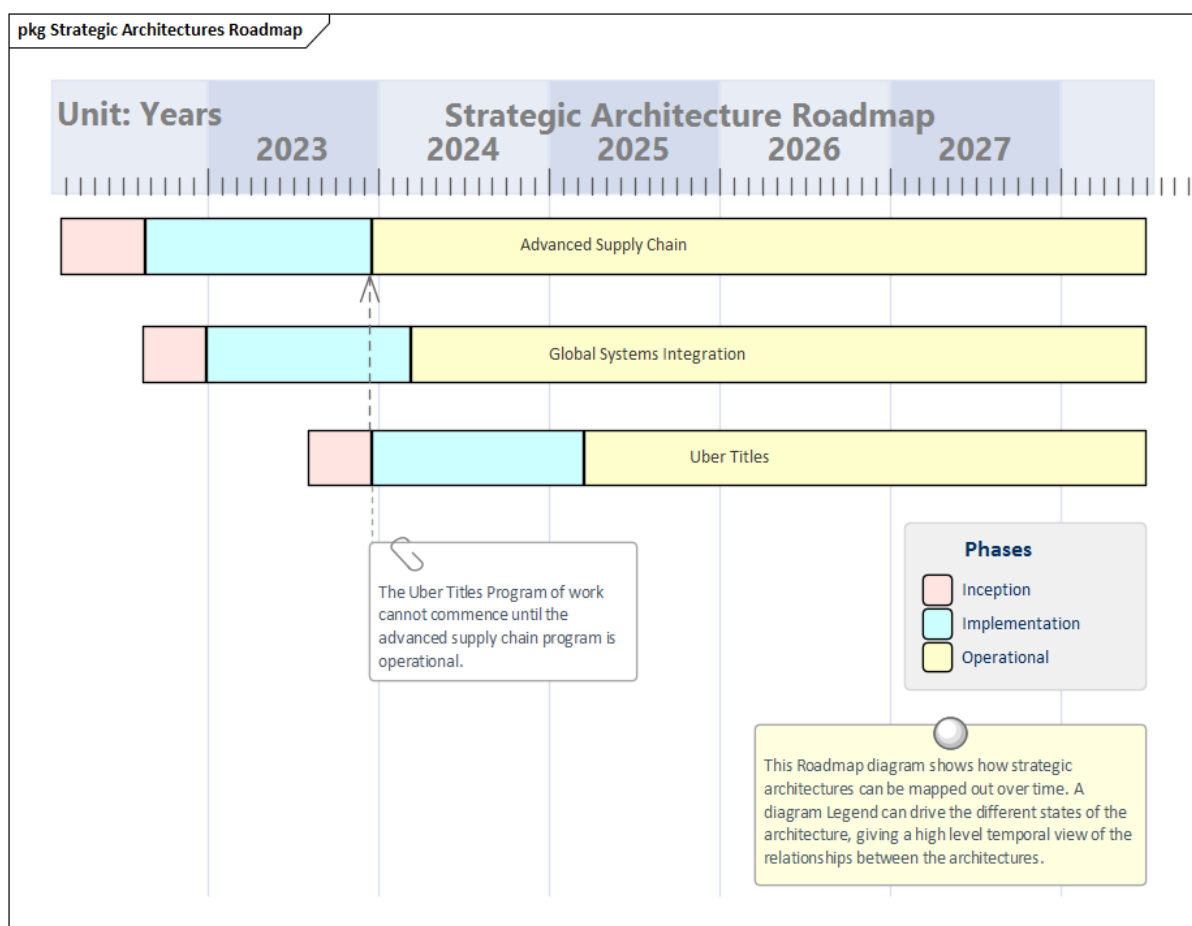 pkg Strategic Architectures Roadmap
Unit: Years
Strategic Architecture Roadmap
2023 2024 2025 2026 2027
Advanced Supply Chain
Global Systems Integration
Uber Titles
The Uber Titles Program of work
cannot commence until the
advanced supply chain program is
operational.
Phases
Inception
Implementation
Operational
This Roadmap diagram shows how strategic
architectures can be mapped out over time. A
diagram Legend can drive the different states of the
architecture, giving a high level temporal view of the
relationships between the architectures.